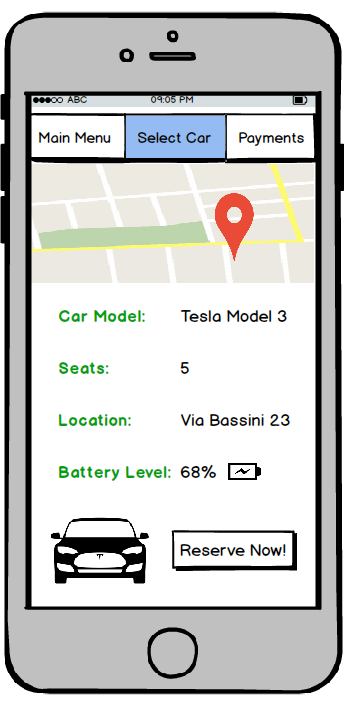 ABC 09:05 PM
Main Menu Select Car Payments
Car Model: Tesla Model 3
Seats: 5
Location: Via Bassini 23
Battery Level: 68%
Reserve Now!